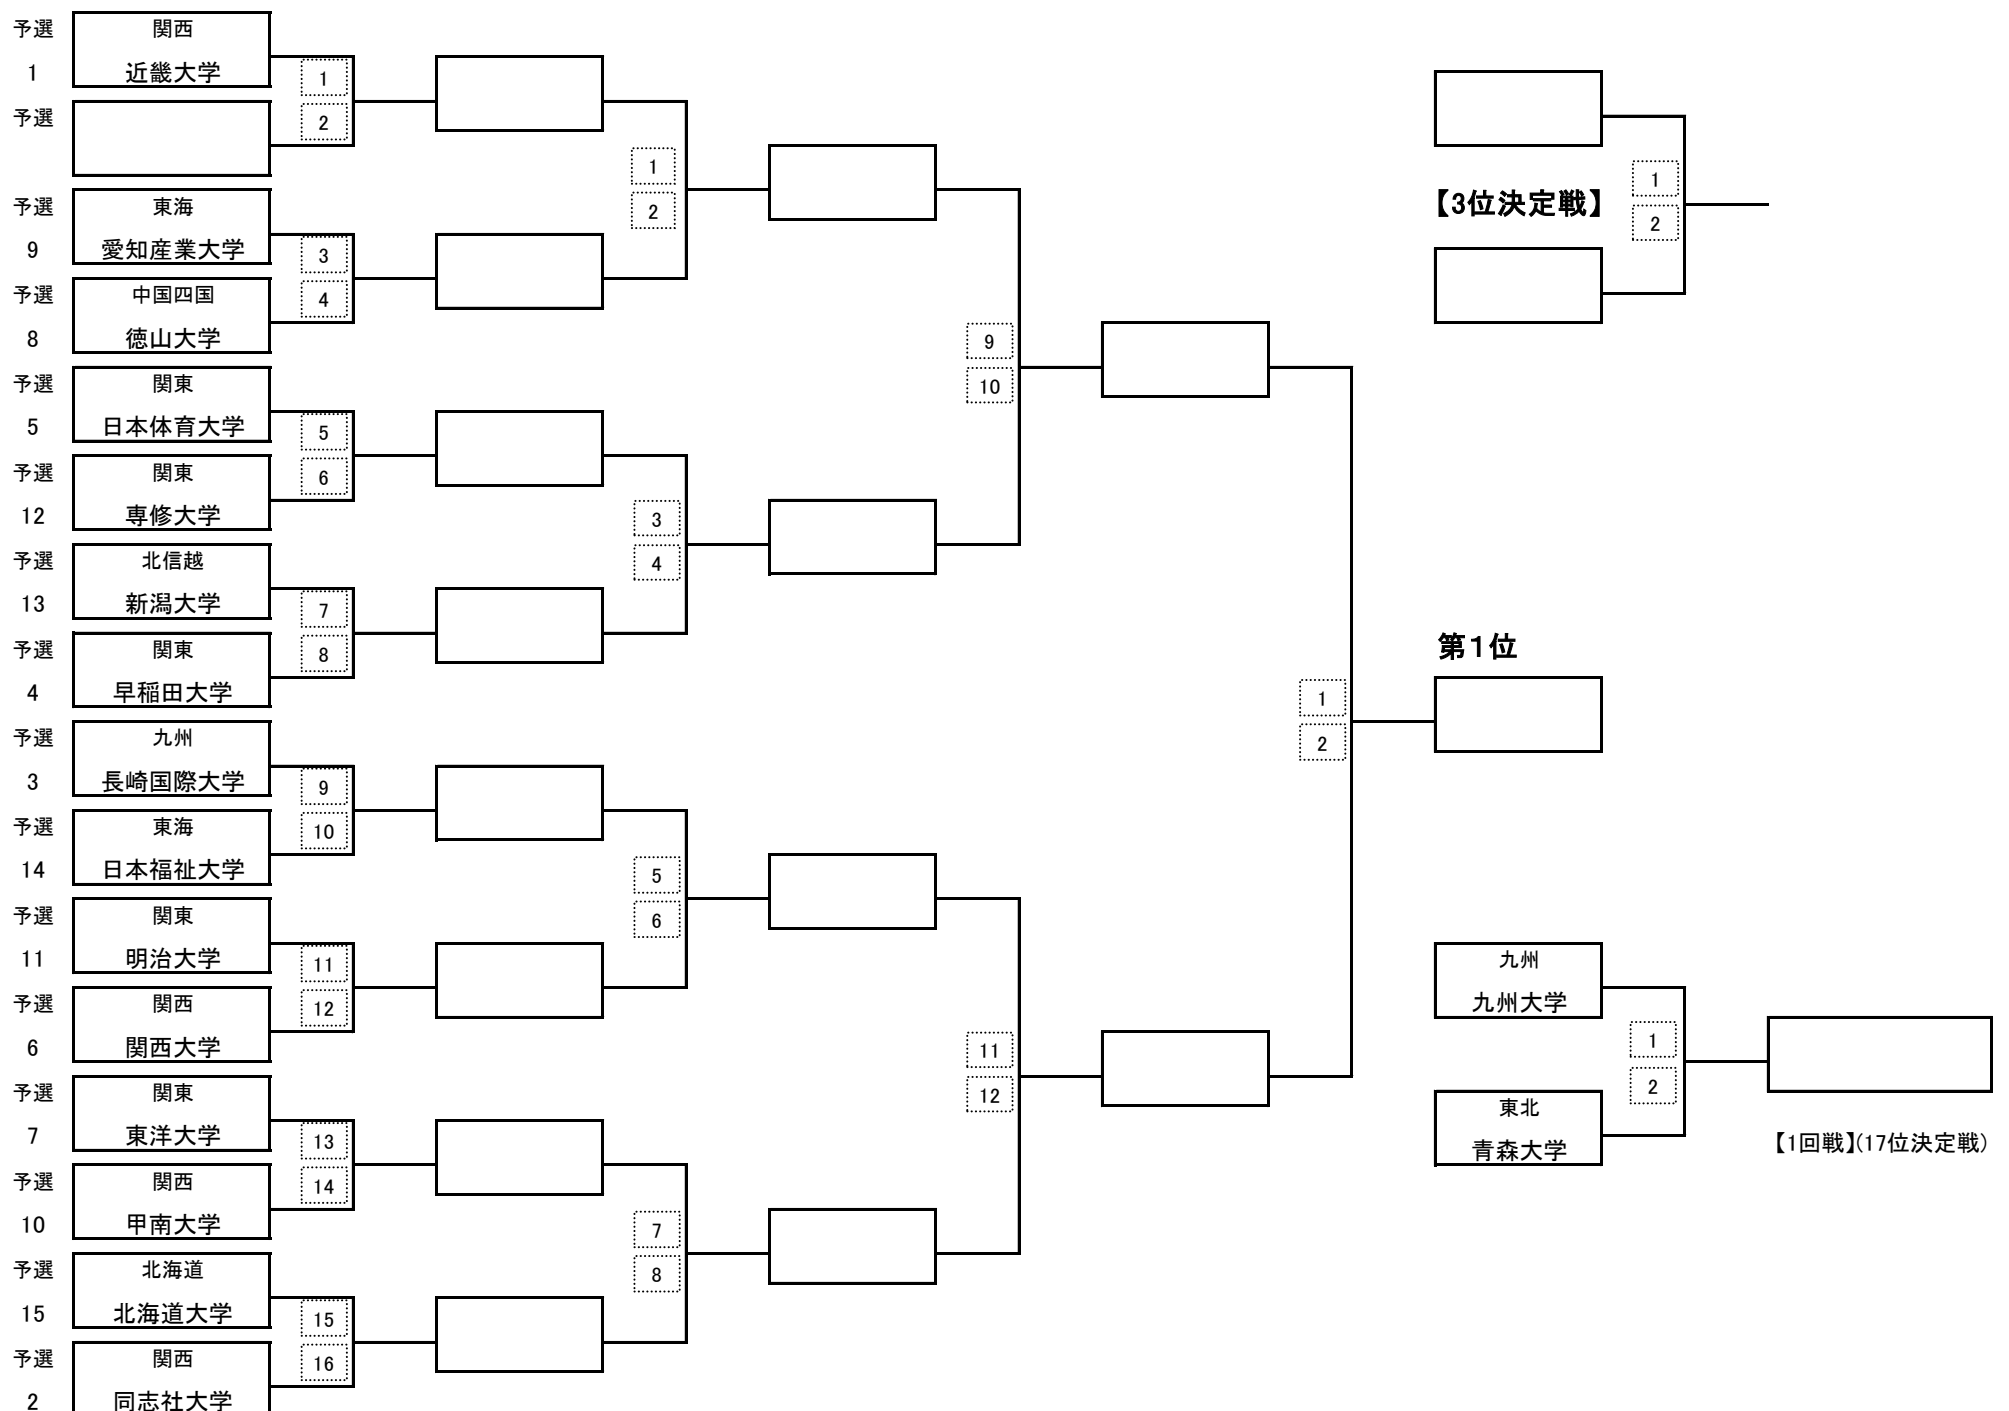 予選
関西
1
近畿大学
1
予選
2
予選
東海
9
愛知産業大学
3
予選
中国四国
4
8
徳山大学
1
2
予選
関東
5
日本体育大学
5
予選
関東
6
12
専修大学
予選
北信越
13
新潟大学
7
予選
関東
8
4
早稲田大学
3
4
9
10
予選
九州
3
長崎国際大学
9
予選
東海
10
14
日本福祉大学
予選
関東
11
明治大学
11
予選
関西
12
6
関西大学
5
6
予選
関東
7
東洋大学
13
予選
関西
14
10
甲南大学
予選
北海道
15
北海道大学
15
予選
関西
16
2
同志社大学
7
8
11
12
1
2
第1位
【3位決定戦】
1
2
九州
九州大学
1
2
東北
青森大学
【1回戦】(17位決定戦)